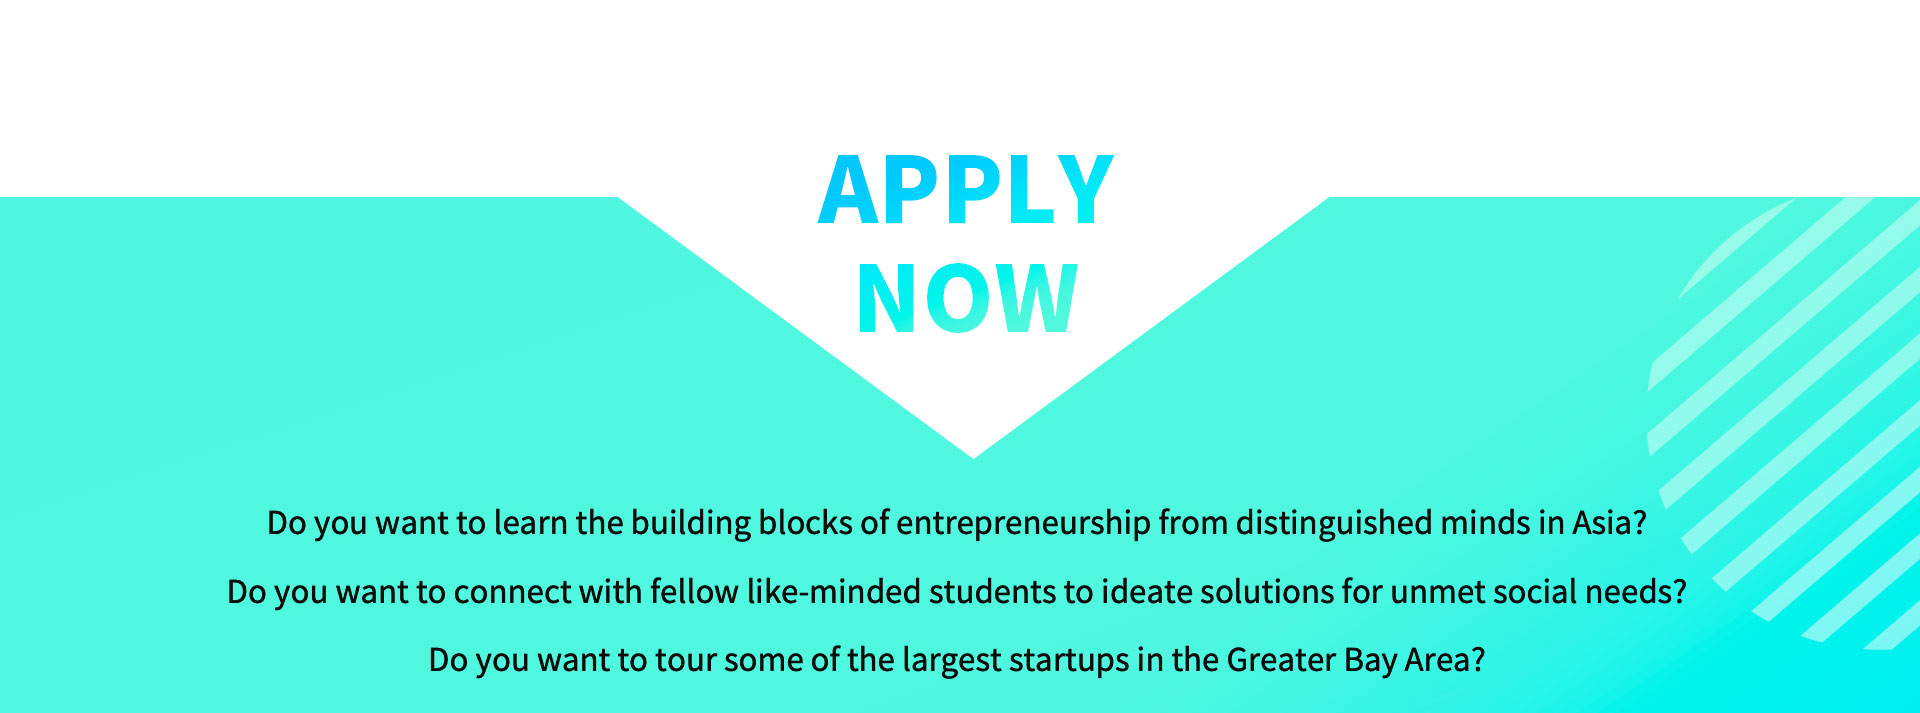 APPLY
NOW
Do you want to learn the building blocks of entrepreneurship from distinguished minds in Asia?
Do you want to connect with fellow like-minded students to ideate solutions for unmet social needs?
Do you want to tour some of the largest startups in the Greater Bay Area?